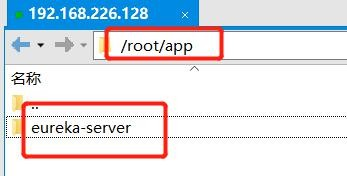 192.168.226.128
/root/app
名称
..
eureka-server